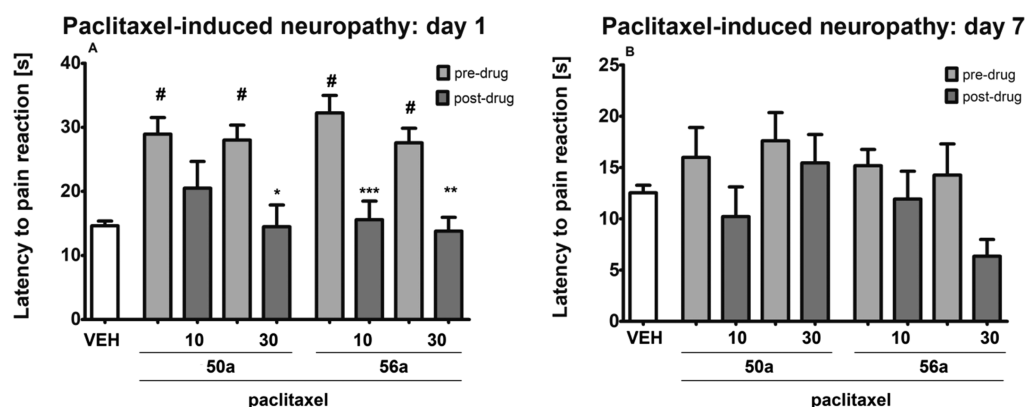 Paclitaxel-induced neuropathy: day 1
A
Latency to pain reaction [s]
40
30
20
10
0
pre-drug
post-drug
#
#
#
#
*
***
**
VEH
10
30
10
30
50a
56a
paclitaxel
Paclitaxel-induced neuropathy: day 7
B
Latency to pain reaction [s]
25
20
15
10
5
0
pre-drug
post-drug
VEH
10
30
10
30
50a
56a
paclitaxel